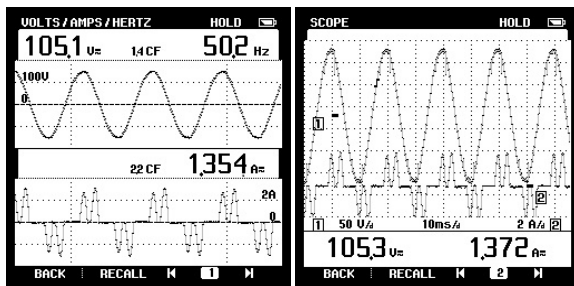 VOLTS/AMPS/HERTZ HOLD
105,1 V≂ 1,4 CF 50,2 Hz
100V
0
2,2 CF 1,354 A≂
2A
0
BACK RECALL 1
SCOPE HOLD
1
2
1 50 V/d 10ms/d 2 A/d 2
105,3 V≂ 1,372 A≂
BACK RECALL 2